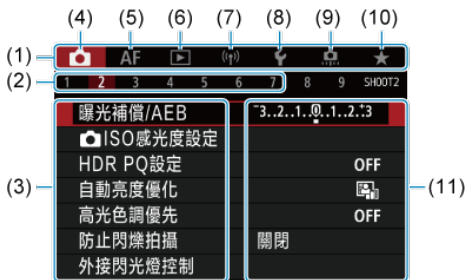 (4) (5) (6) (7) (8) (9) (10)
(1) AF
(2) 1 2 3 4 5 6 7 8 9 SHOOT2
曝光補償/AEB -3..2..1..0..1..2..+3
ISO感光度設定
HDR PQ設定 OFF
(3) 自動亮度優化 (11)
高光色調優先 OFF
防止閃爍拍攝 關閉
外接閃光燈控制